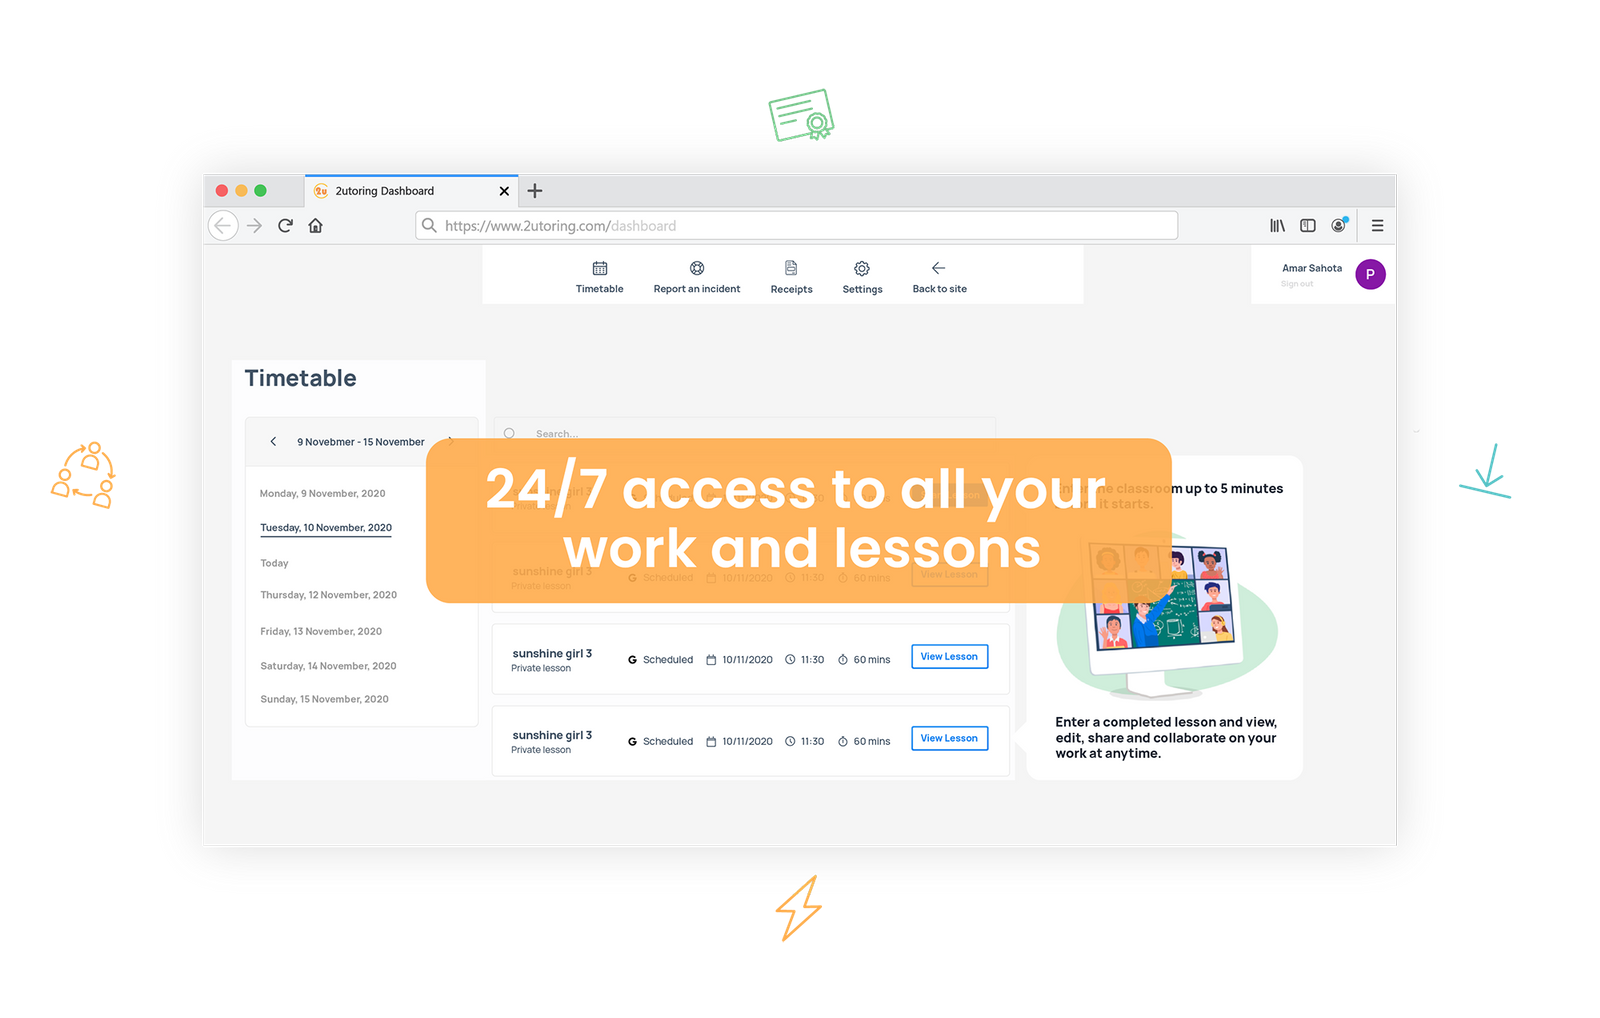 2u 2utoring Dashboard
https://www.2utoring.com/dashboard
Timetable
Report an incident
Receipts
Settings
Back to site
Amar Sahota
Sign out
P
Timetable
9 Novebmer - 15 November
Monday, 9 November, 2020
Tuesday, 10 November, 2020
Today
Thursday, 12 November, 2020
Friday, 13 November, 2020
Saturday, 14 November, 2020
Sunday, 15 November, 2020
Search...
24/7 access to all your
work and lessons
sunshine girl 3
Private lesson
G Scheduled 10/11/2020 11:30 60 mins
View Lesson
sunshine girl 3
Private lesson
G Scheduled 10/11/2020 11:30 60 mins
View Lesson
sunshine girl 3
Private lesson
G Scheduled 10/11/2020 11:30 60 mins
View Lesson
Enter the classroom up to 5 minutes
it starts.
Enter a completed lesson and view,
edit, share and collaborate on your
work at anytime.